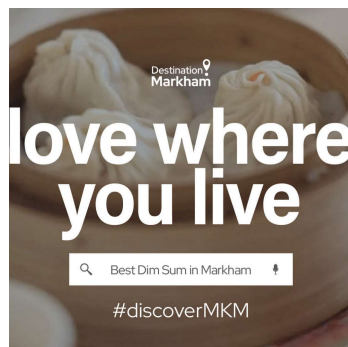 Destination
Markham
love where
you live
Best Dim Sum in Markham
#discoverMKM